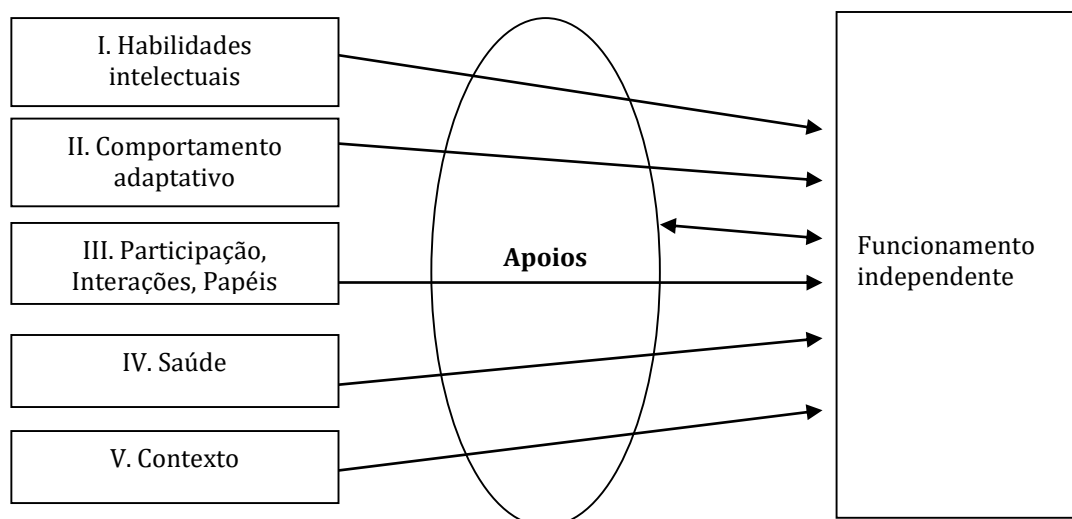 I. Habilidades
intelectuais
II. Comportamento
adaptativo
III. Participação,
Interações, Papéis
IV. Saúde
V. Contexto
Apoios
Funcionamento
independente